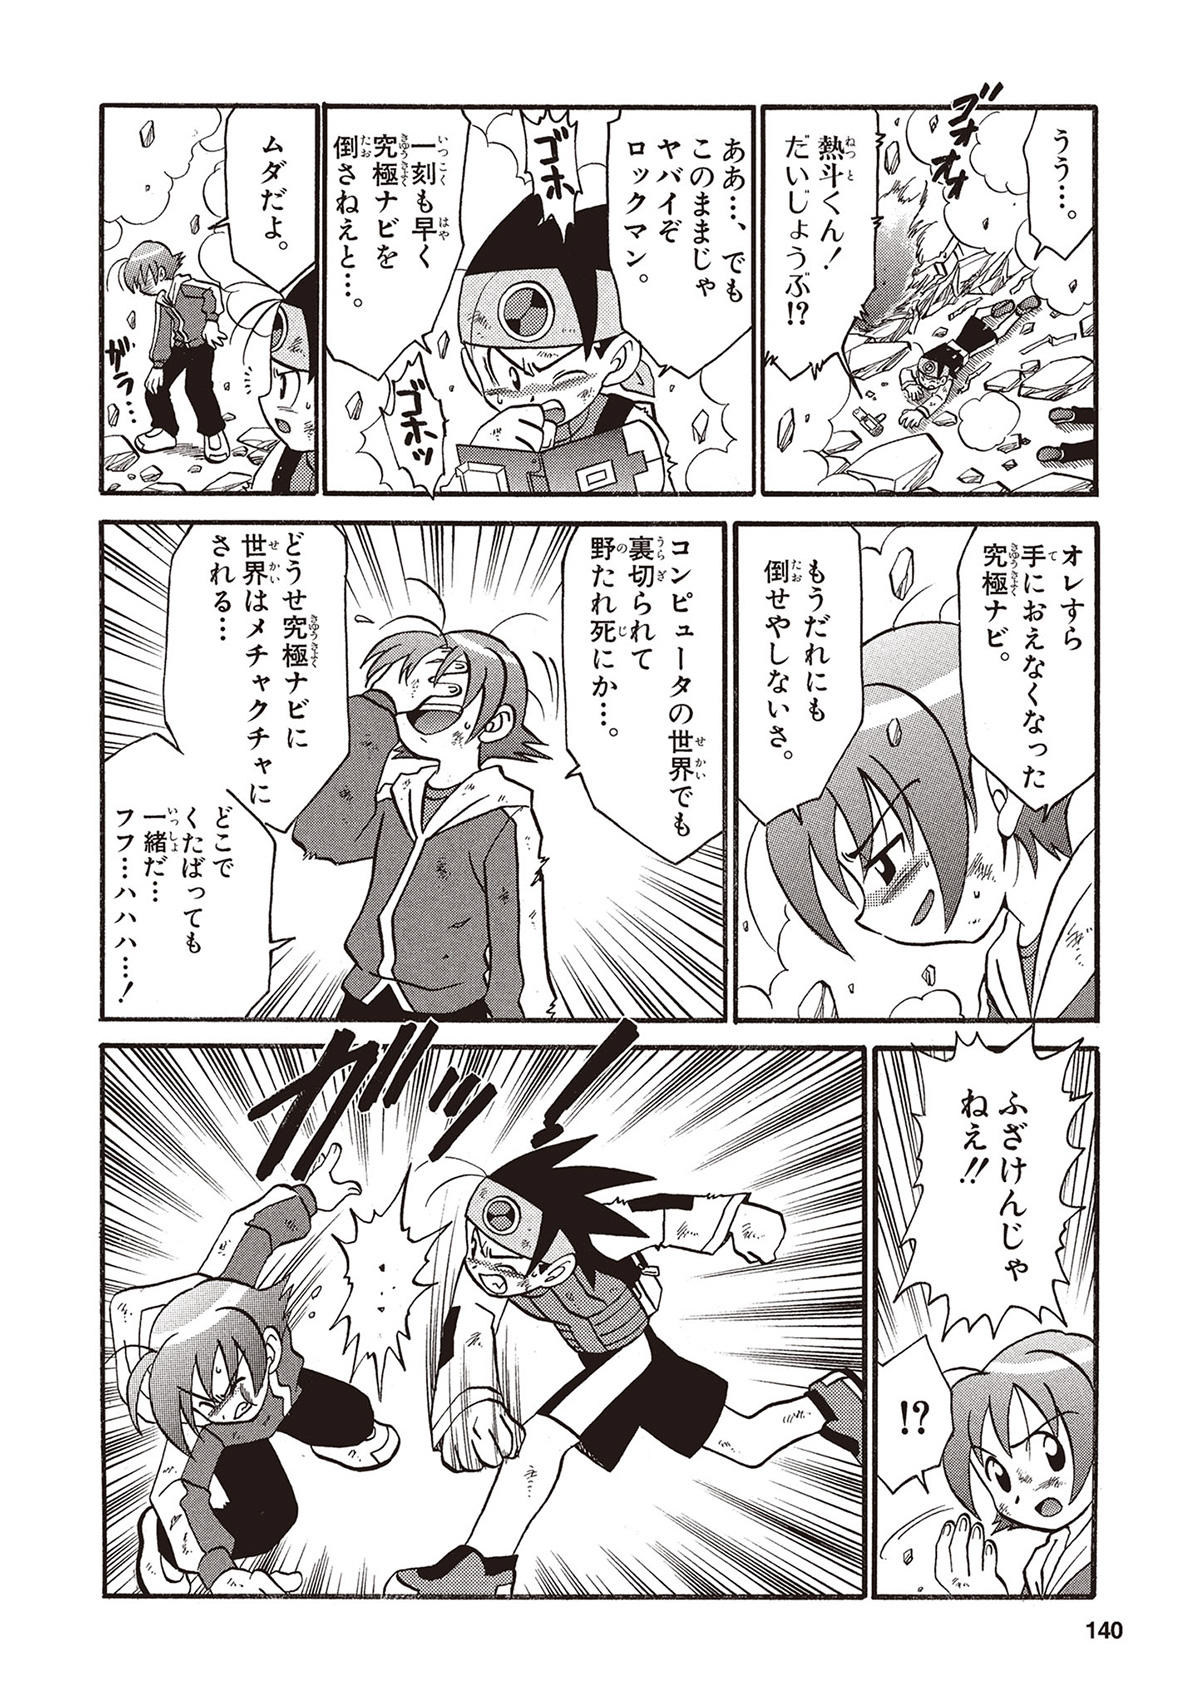 ゴオオオ
うう…。
熱斗くん！
だいじょうぶ!?
ああ…、でも
このままじゃ
ヤバイぞ
ロックマン。
ゴホ
ゴホッ
一刻も早く
究極ナビを
倒さねえと…。
ムダだよ。
ガラ…
オレすら
手におえなくなった
究極ナビ。
もうだれにも
倒せやしないさ。
コンピュータの世界でも
裏切られて
野たれ死にか…。
どうせ究極ナビに
世界はメチャクチャに
される…
どこで
くたばっても
一緒だ…
フフ…ハハハ…！
ふざけんじゃ
ねえ!!
!?
ガッ！
…
140